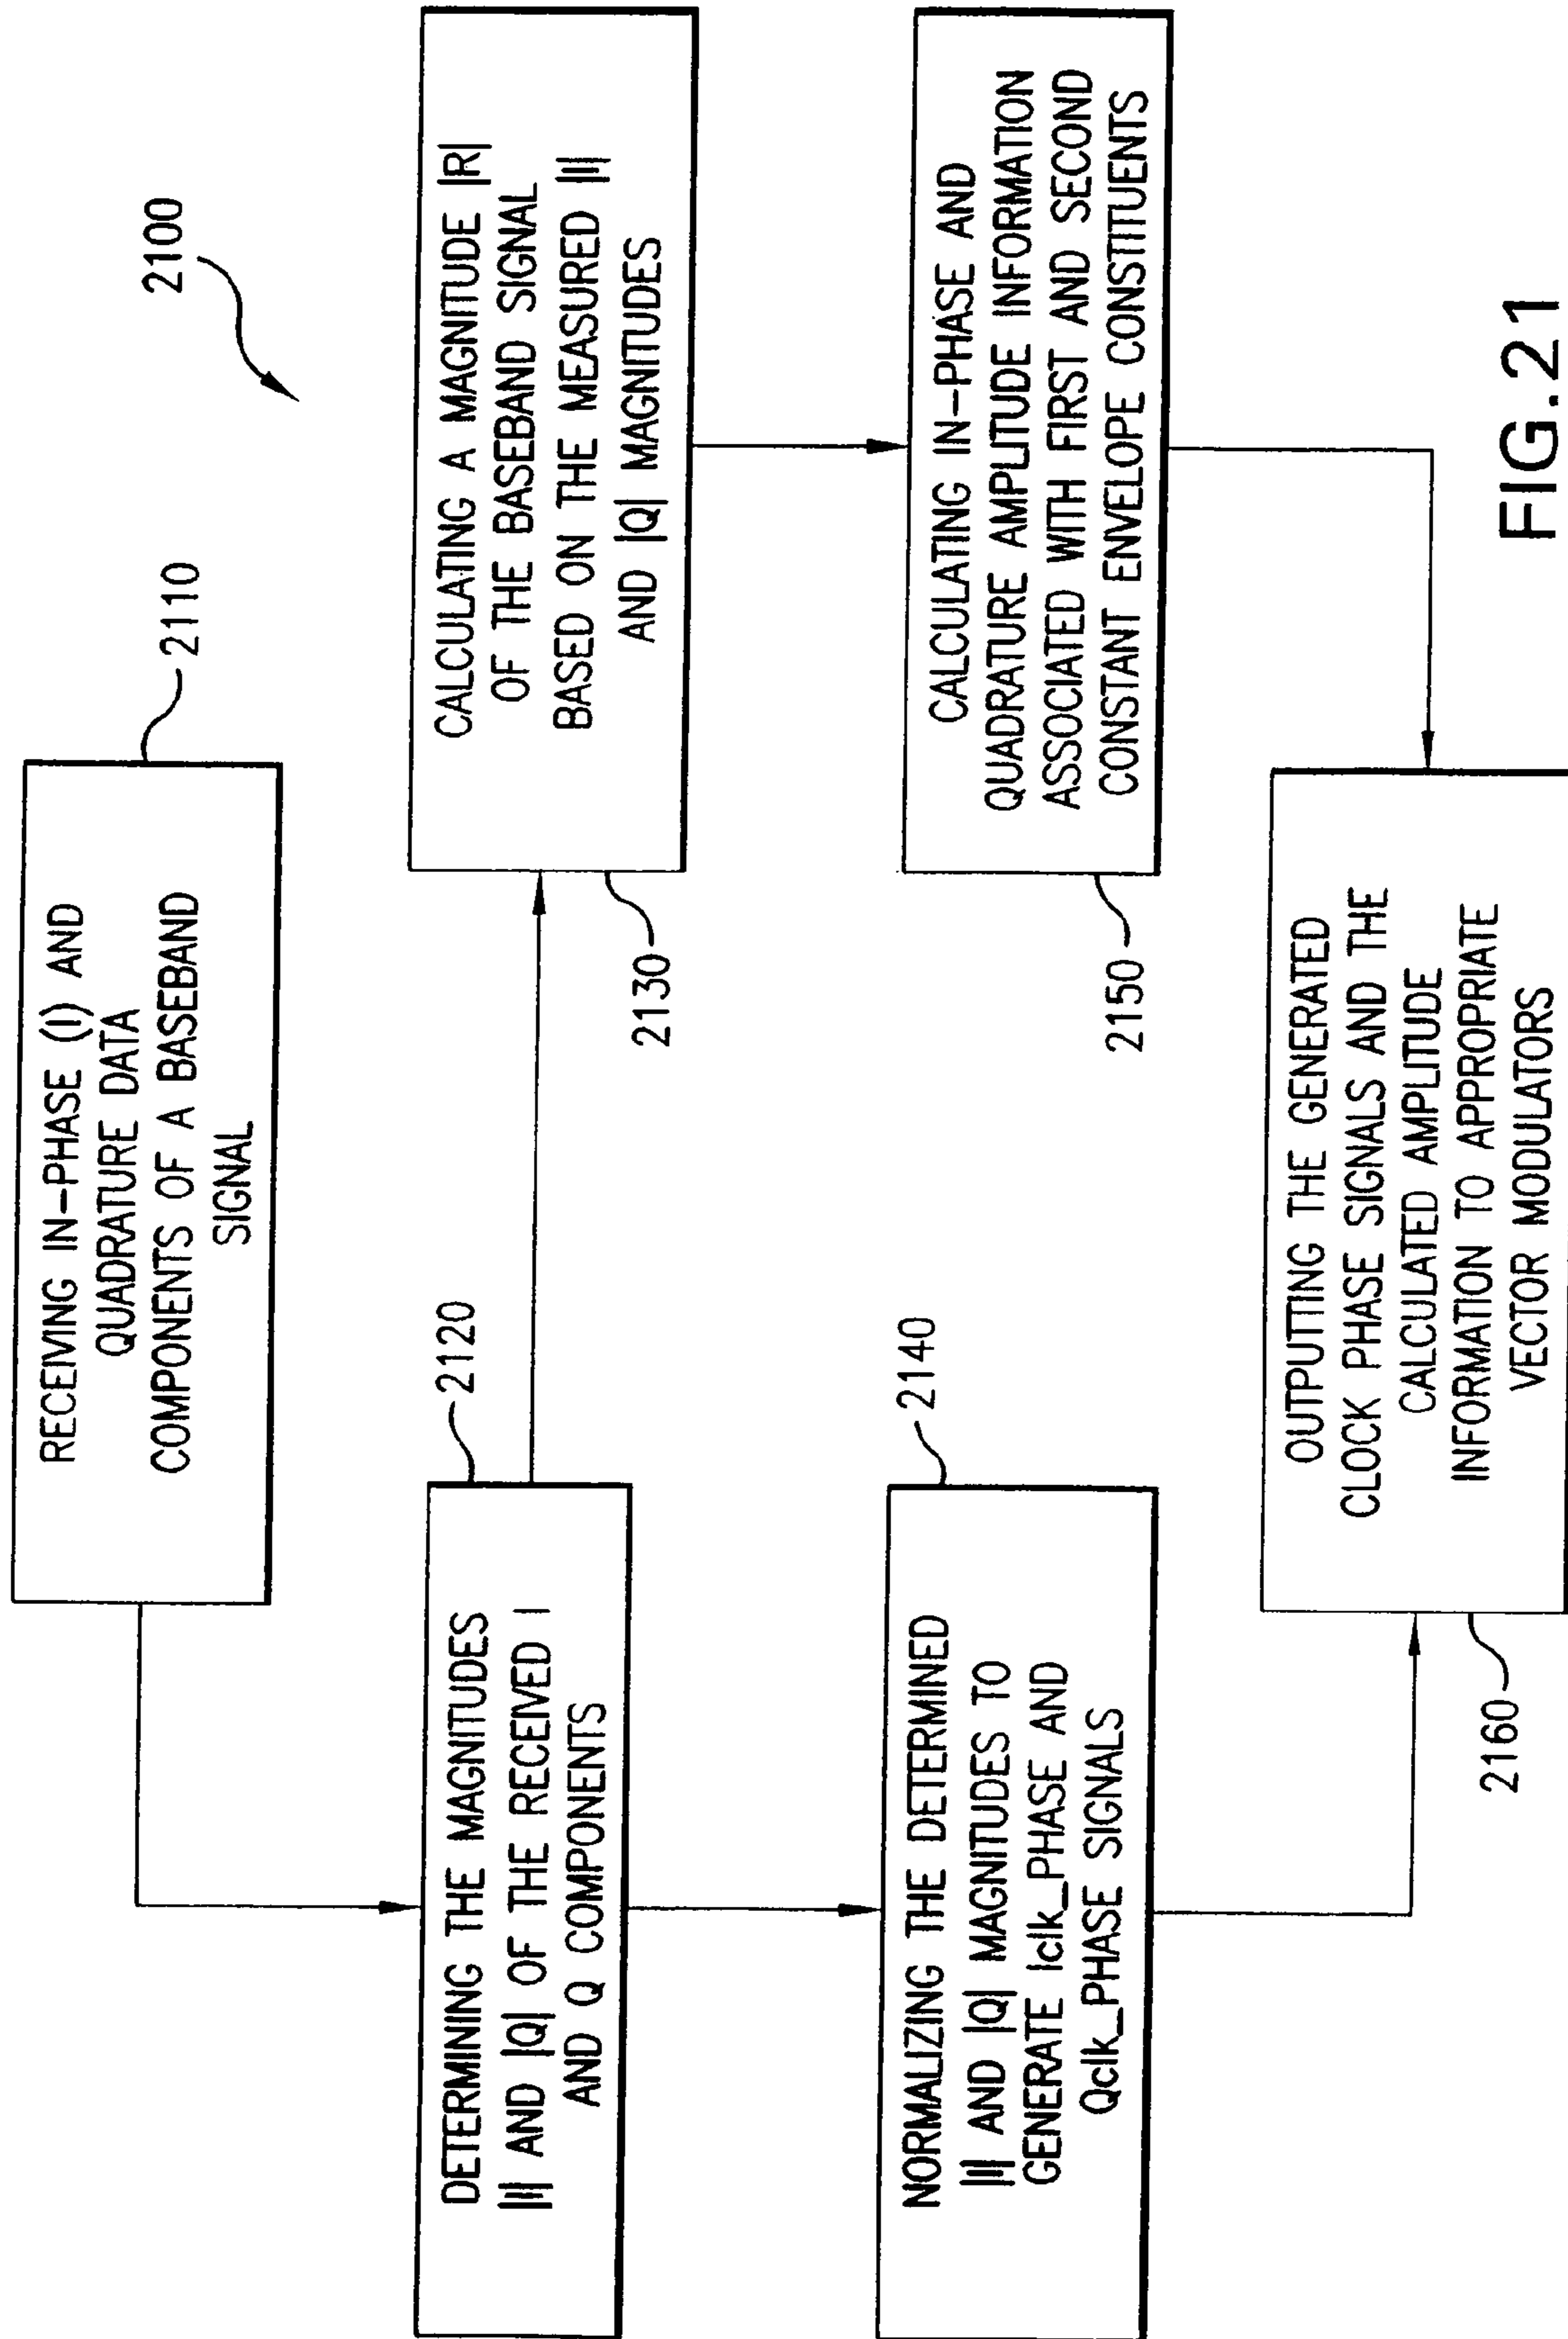 2100
RECEIVING IN-PHASE (I) AND
QUADRATURE DATA
COMPONENTS OF A BASEBAND
SIGNAL
2110
DETERMINING THE MAGNITUDES
|I| AND |Q| OF THE RECEIVED I
AND Q COMPONENTS
2120
CALCULATING A MAGNITUDE |R|
OF THE BASEBAND SIGNAL
BASED ON THE MEASURED |I|
AND |Q| MAGNITUDES
2130
NORMALIZING THE DETERMINED
|I| AND |Q| MAGNITUDES TO
GENERATE Iclk_PHASE AND
Qclk_PHASE SIGNALS
2140
CALCULATING IN-PHASE AND
QUADRATURE AMPLITUDE INFORMATION
ASSOCIATED WITH FIRST AND SECOND
CONSTANT ENVELOPE CONSTITUENTS
2150
OUTPUTTING THE GENERATED
CLOCK PHASE SIGNALS AND THE
CALCULATED AMPLITUDE
INFORMATION TO APPROPRIATE
VECTOR MODULATORS
2160
FIG.21